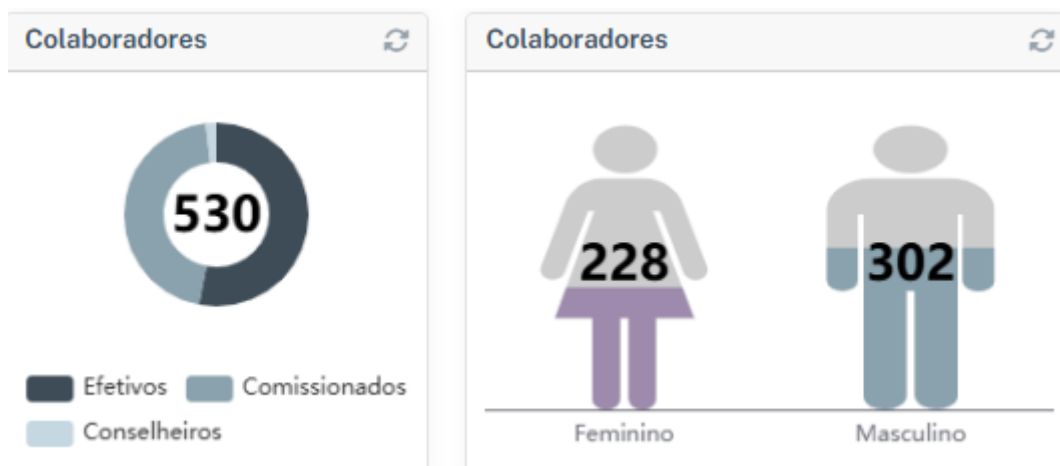 Colaboradores
530
Efetivos Comissionados
Conselheiros
Colaboradores
228 302
Feminino Masculino